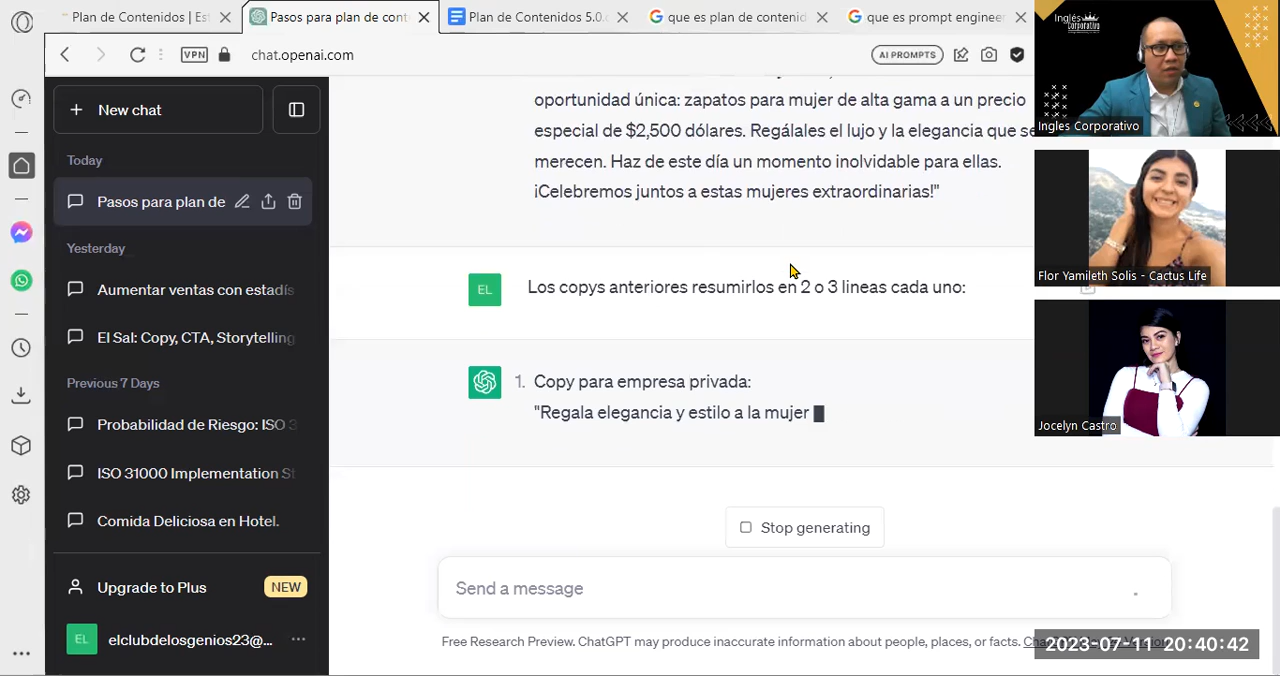 Plan de Contenidos | Est
Pasos para plan de cont
Plan de Contenidos 5.0.
que es plan de contenid
que es prompt enginee
VPN
chat.openai.com
AI PROMPTS
New chat
Today
Pasos para plan de
Yesterday
Aumentar ventas con estadís
El Sal: Copy, CTA, Storytelling
Previous 7 Days
Probabilidad de Riesgo: ISO 3
ISO 31000 Implementation St
Comida Deliciosa en Hotel.
Upgrade to Plus NEW
EL elclubdelosgenios23@...
oportunidad única: zapatos para mujer de alta gama a un precio
especial de $2,500 dólares. Regálales el lujo y la elegancia que se
merecen. Haz de este día un momento inolvidable para ellas.
¡Celebremos juntos a estas mujeres extraordinarias!"
EL Los copys anteriores resumirlos en 2 o 3 lineas cada uno:
1. Copy para empresa privada:
"Regala elegancia y estilo a la mujer
Stop generating
Send a message
Free Research Preview. ChatGPT may produce inaccurate information about people, places, or facts.
Inglés
Corporativo
Ingles Corporativo
Flor Yamileth Solis - Cactus Life
Jocelyn Castro
2023-07-11 20:40:42